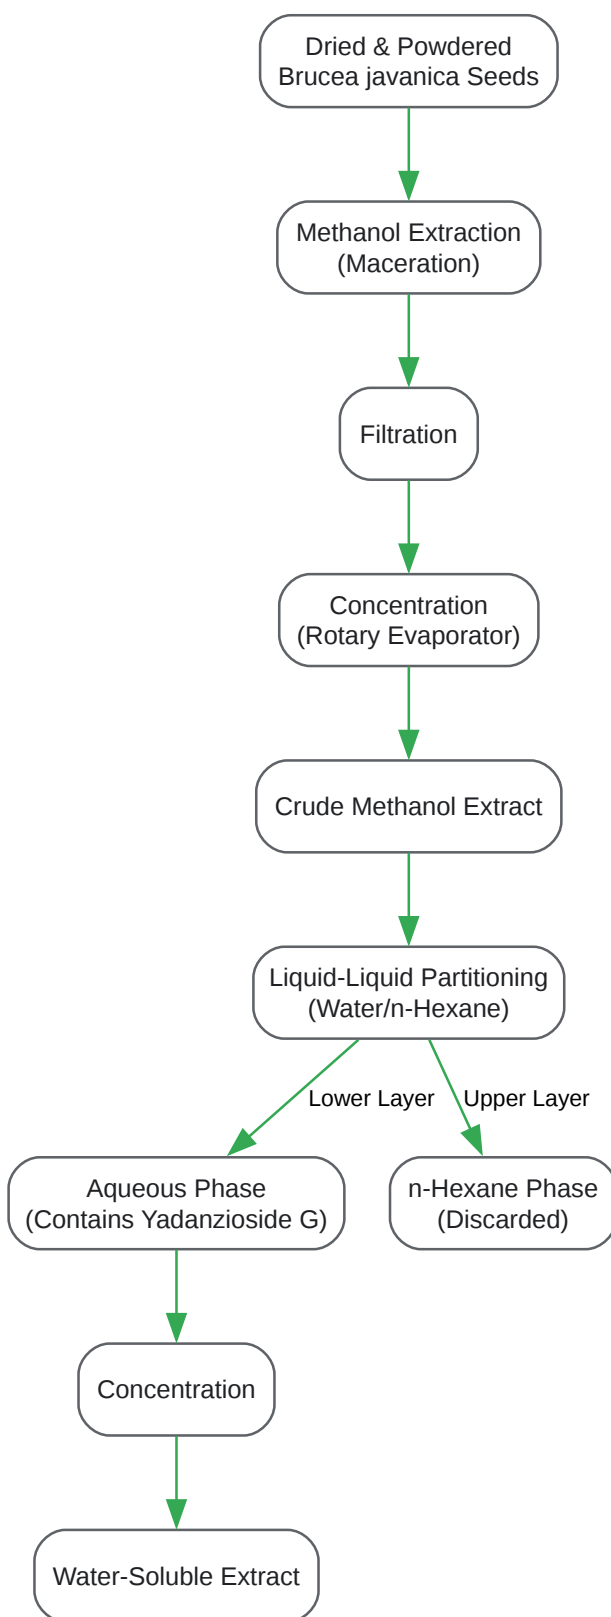 Dried & Powdered
Brucea javanica Seeds
Methanol Extraction
(Maceration)
Filtration
Concentration
(Rotary Evaporator)
Crude Methanol Extract
Liquid-Liquid Partitioning
(Water/n-Hexane)
Lower Layer
Upper Layer
Aqueous Phase
(Contains Yadanzioside G)
n-Hexane Phase
(Discarded)
Concentration
Water-Soluble Extract